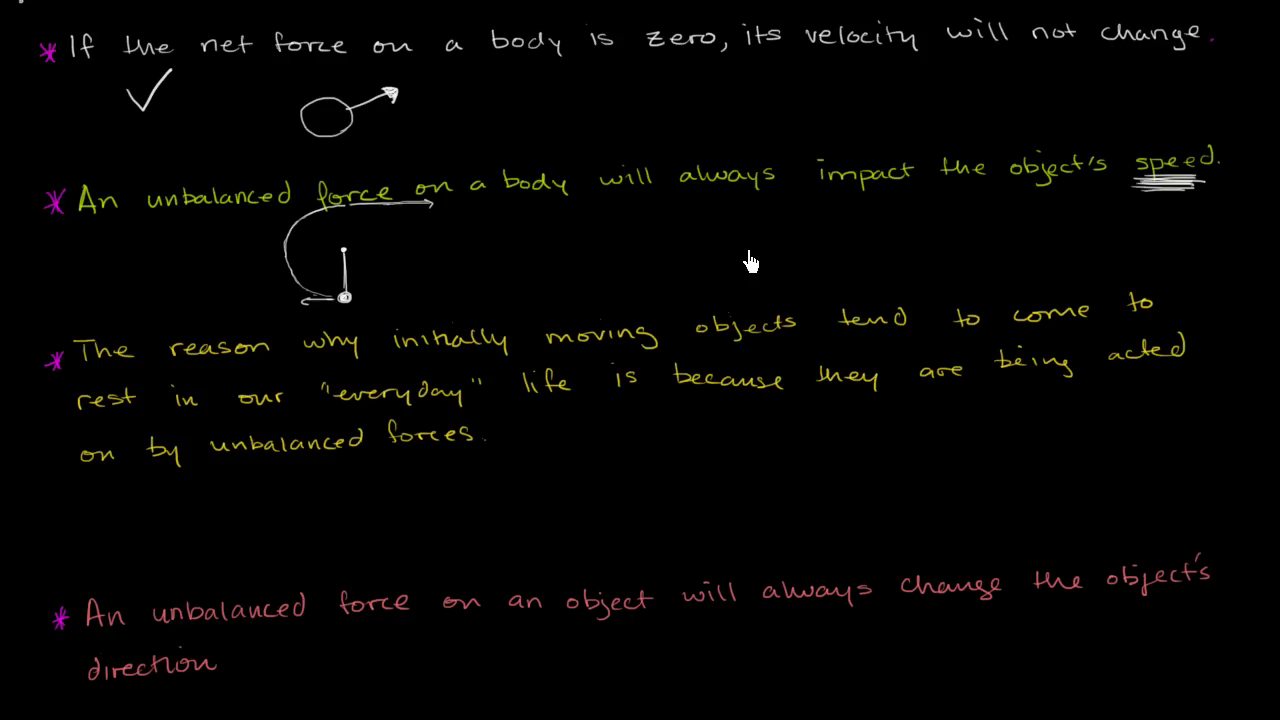 * If the net force on a body is zero, its velocity will not change.
* An unbalanced force on a body will always impact the object's speed.
* The reason why initially moving objects tend to come to
rest in our "everyday" life is because they are being acted
on by unbalanced forces.
* An unbalanced force on an object will always change the object's
direction